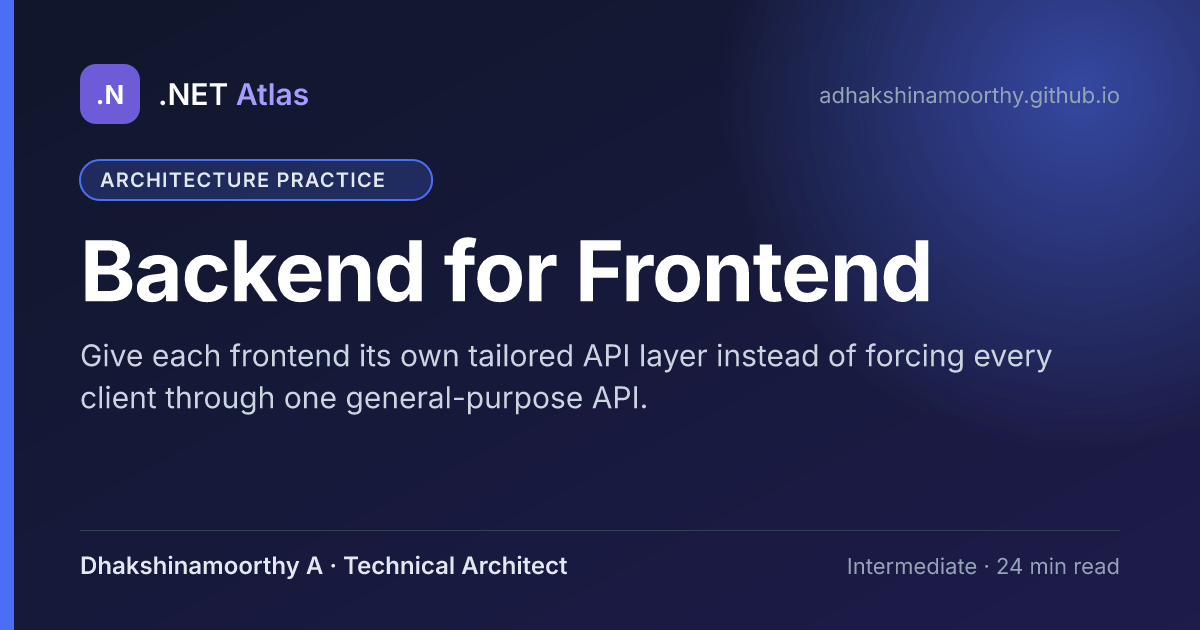 .N
.NET Atlas
adhakshinamoorthy.github.io
ARCHITECTURE PRACTICE
Backend for Frontend
Give each frontend its own tailored API layer instead of forcing every
client through one general-purpose API.
Dhakshinamoorthy A · Technical Architect
Intermediate · 24 min read